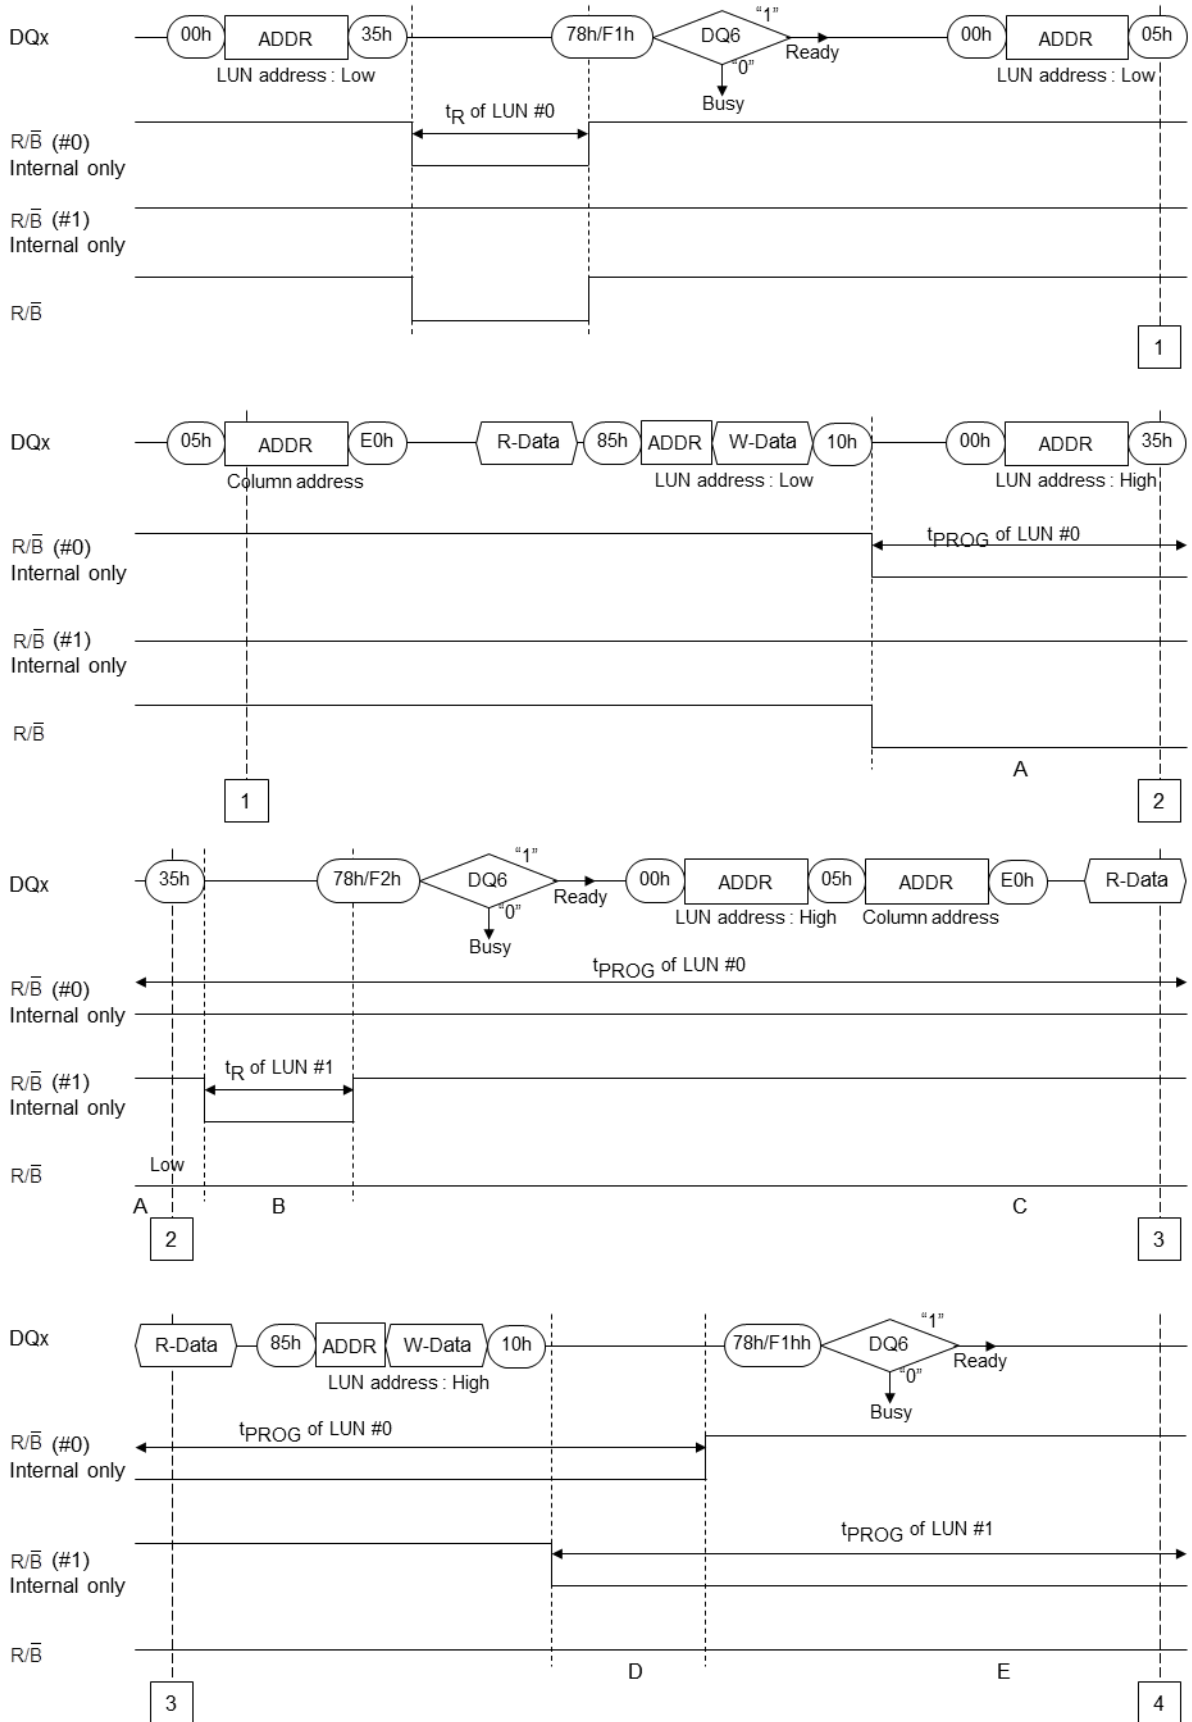 DQx 00h ADDR 35h 78h/F1h DQ6 "1" Ready 00h ADDR 05h
LUN address : Low "0" LUN address : Low
Busy
tR of LUN #0
R/B̅ (#0)
Internal only
R/B̅ (#1)
Internal only
R/B̅
1
DQx 05h ADDR E0h R-Data 85h ADDR W-Data 10h 00h ADDR 35h
Column address LUN address : Low LUN address : High
R/B̅ (#0) tPROG of LUN #0
Internal only
R/B̅ (#1)
Internal only
R/B̅
A
1 2
"1"
DQx 35h 78h/F2h DQ6 Ready 00h ADDR 05h ADDR E0h R-Data
"0" LUN address : High Column address
Busy
tPROG of LUN #0
R/B̅ (#0)
Internal only
tR of LUN #1
R/B̅ (#1)
Internal only
Low
R/B̅
A B C
2 3
"1"
DQx R-Data 85h ADDR W-Data 10h 78h/F1hh DQ6 Ready
LUN address : High "0"
Busy
tPROG of LUN #0
R/B̅ (#0)
Internal only
tPROG of LUN #1
R/B̅ (#1)
Internal only
R/B̅
D E
3 4